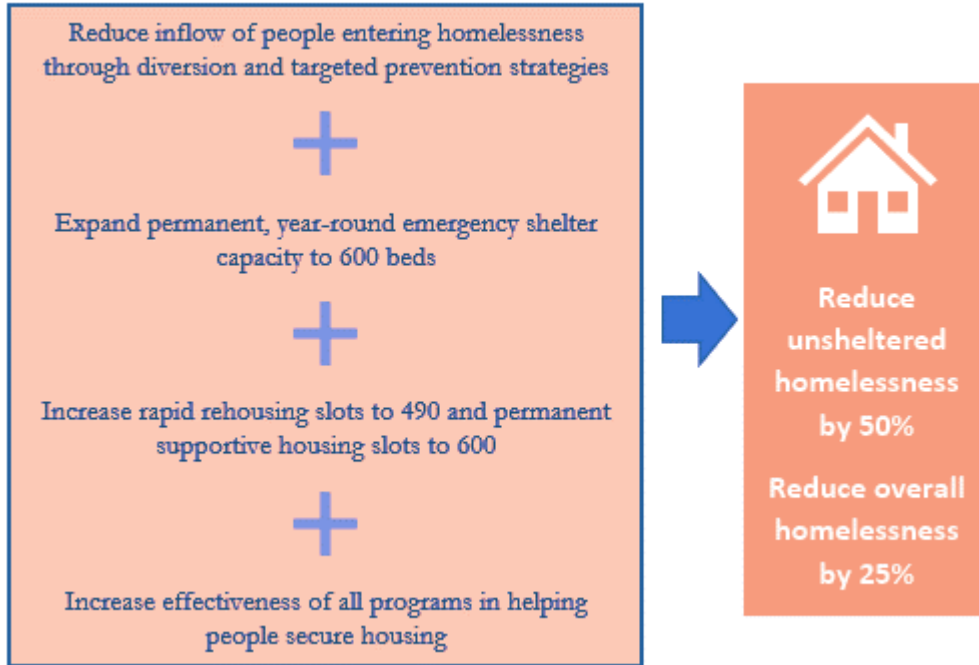 Reduce inflow of people entering homelessness
through diversion and targeted prevention strategies
Expand permanent, year-round emergency shelter
capacity to 600 beds
Increase rapid rehousing slots to 490 and permanent
supportive housing slots to 600
Increase effectiveness of all programs in helping
people secure housing
Reduce
unsheltered
homelessness
by 50%
Reduce overall
homelessness
by 25%